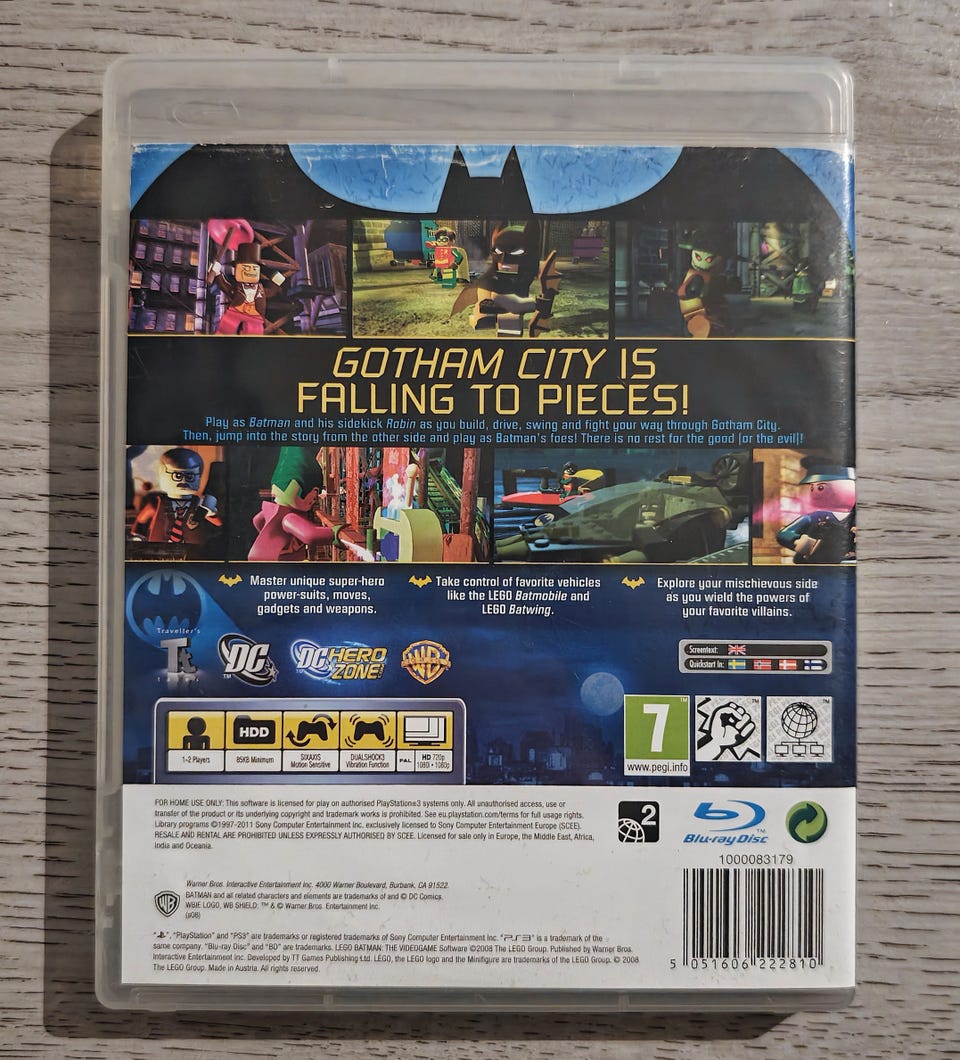 GOTHAM CITY IS
FALLING TO PIECES!
Play as Batman and his sidekick Robin as you build, drive, swing and fight your way through Gotham City.
Then, jump into the story from the other side and play as Batman's foes! There is no rest for the good (or the evil)!
Master unique super-hero
power-suits, moves,
gadgets and weapons.
Take control of favorite vehicles
like the LEGO Batmobile and
LEGO Batwing.
Explore your mischievous side
as you wield the powers of
your favorite villains.
Traveller's
Tt
DC
TM
DC HERO
ZONE
WB
Screentext:
Quickstart In:
HDD
1-2 Players
85KB Minimum
SIXAXIS
Motion Sensitive
DUALSHOCK3
Vibration Function
PAL
HD 720p
1080i • 1080p
7
www.pegi.info
TM
TM
TM
FOR HOME USE ONLY: This software is licensed for play on authorised PlayStation®3 systems only. All unauthorised access, use or
transfer of the product or its underlying copyright and trademark works is prohibited. See eu.playstation.com/terms for full usage rights.
Library programs ©1997-2011 Sony Computer Entertainment Inc. exclusively licensed to Sony Computer Entertainment Europe (SCEE).
RESALE AND RENTAL ARE PROHIBITED UNLESS EXPRESSLY AUTHORISED BY SCEE. Licensed for sale only in Europe, the Middle East, Africa,
India and Oceania.
2
Blu-ray Disc
TM
1000083179
WB
Warner Bros. Interactive Entertainment Inc. 4000 Warner Boulevard, Burbank, CA 91522.
BATMAN and all related characters and elements are trademarks of and © DC Comics.
WBIE LOGO, WB SHIELD: ™ & © Warner Bros. Entertainment Inc.
(s08)
", "PlayStation" and "PS3" are trademarks or registered trademarks of Sony Computer Entertainment Inc. "PS3" is a trademark of the
same company. "Blu-ray Disc" and "BD" are trademarks. LEGO BATMAN: THE VIDEOGAME Software ©2008 The LEGO Group. Published by Warner Bros.
Interactive Entertainment Inc. Developed by TT Games Publishing Ltd. LEGO, the LEGO logo and the Minifigure are trademarks of the LEGO Group. © 2008
The LEGO Group. Made in Austria. All rights reserved.
5 051606 222810